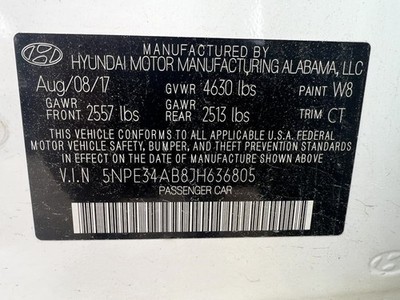 MANUFACTURED BY
HYUNDAI MOTOR MANUFACTURING ALABAMA, LLC
Aug/08/17 GVWR 4630 lbs PAINT W8
GAWR GAWR
FRONT 2557 lbs REAR 2513 lbs TRIM CT
THIS VEHICLE CONFORMS TO ALL APPLICABLE U.S.A. FEDERAL
MOTOR VEHICLE SAFETY, BUMPER, AND THEFT PREVENTION STANDARDS
IN EFFECT ON THE DATE OF MANUFACTURE SHOWN ABOVE.
V.I.N 5NPE34AB8JH636805
PASSENGER CAR